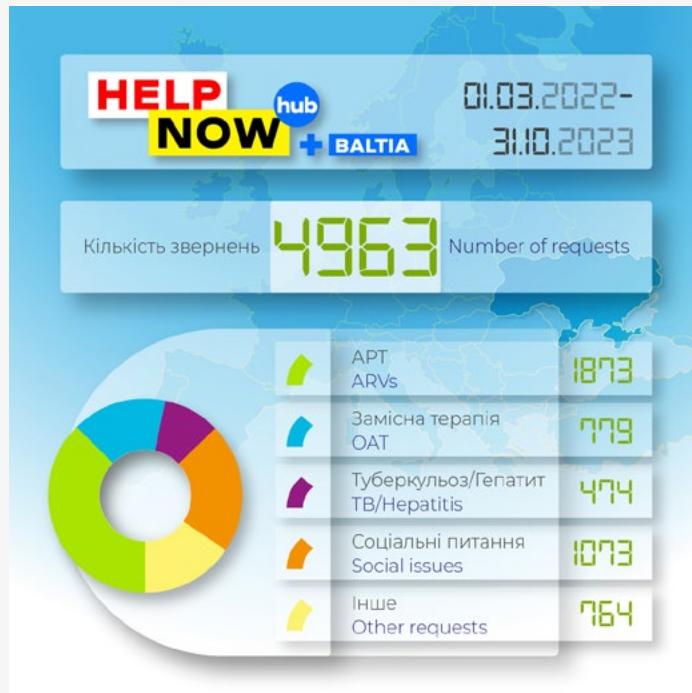 HELP
NOW
hub
+ BALTIA
01.03.2022-
31.10.2023
Кількість звернень 4963 Number of requests
АРТ
ARVs
1873
Замісна терапія
OAT
779
Туберкульоз/Гепатит
TB/Hepatitis
474
Соціальні питання
Social issues
1073
Інше
Other requests
764